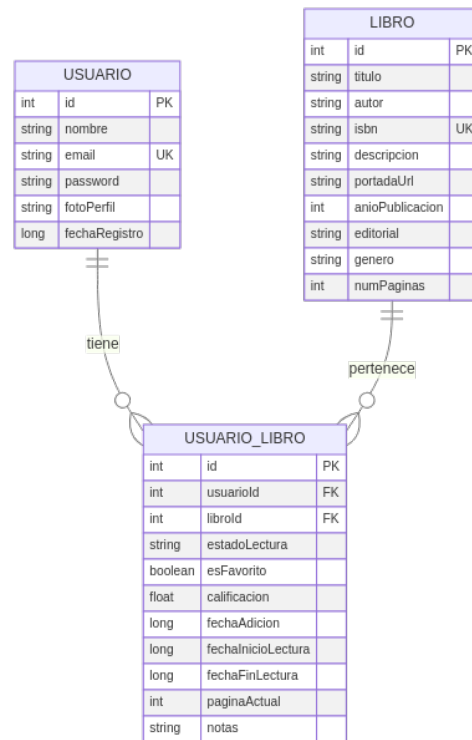 USUARIO
int id PK
string nombre
string email UK
string password
string fotoPerfil
long fechaRegistro
LIBRO
int id PK
string titulo
string autor
string isbn UK
string descripcion
string portadaUrl
int anioPublicacion
string editorial
string genero
int numPaginas
tiene
pertenece
USUARIO_LIBRO
int id PK
int usuarioId FK
int libroId FK
string estadoLectura
boolean esFavorito
float calificacion
long fechaAdicion
long fechaInicioLectura
long fechaFinLectura
int paginaActual
string notas